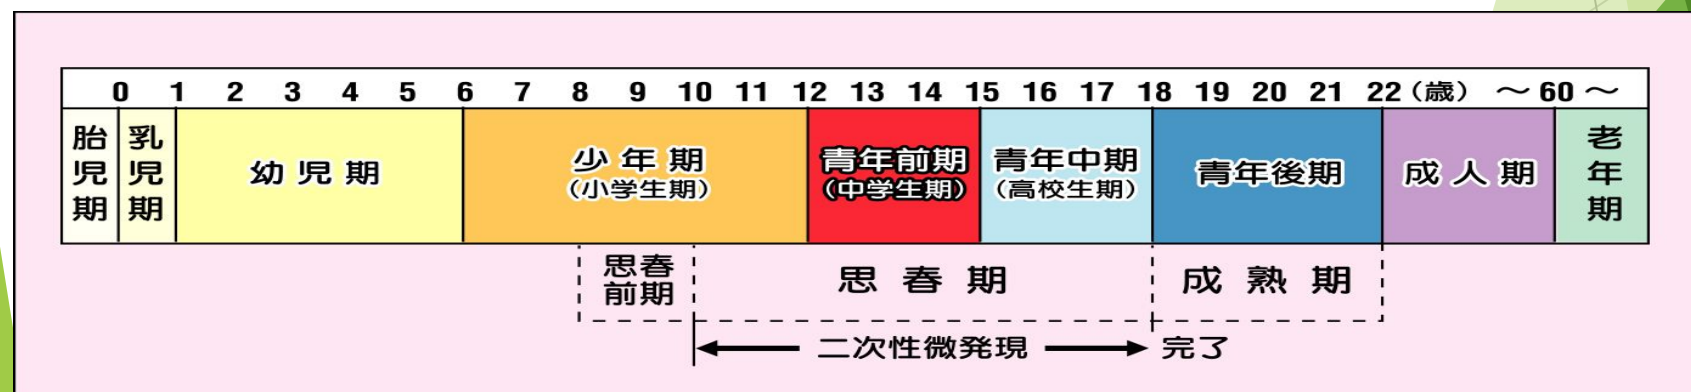 0 1 2 3 4 5 6 7 8 9 10 11 12 13 14 15 16 17 18 19 20 21 22(歳) ～60～
胎児期
乳児期
幼児期
少年期
(小学生期)
青年前期
(中学生期)
青年中期
(高校生期)
青年後期
成人期
老年期
思春
前期
思春期
成熟期
二次性微発現
完了